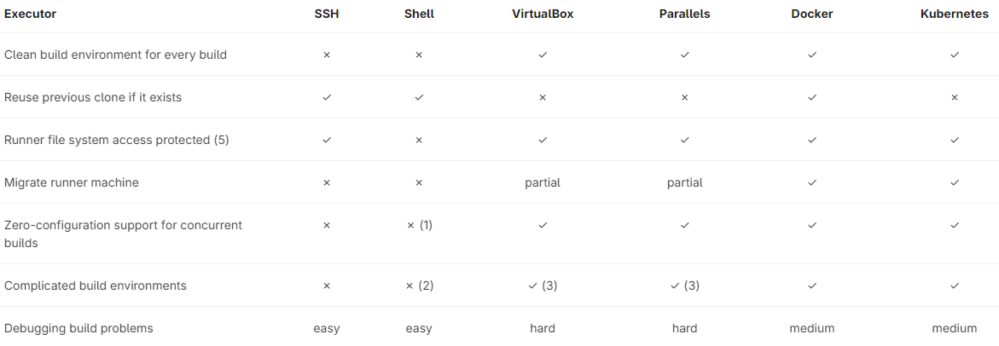 Executor SSH Shell VirtualBox Parallels Docker Kubernetes
Clean build environment for every build ✕ ✕ ✓ ✓ ✓ ✓
Reuse previous clone if it exists ✓ ✓ ✕ ✕ ✓ ✕
Runner file system access protected (5) ✓ ✕ ✓ ✓ ✓ ✓
Migrate runner machine ✕ ✕ partial partial ✓ ✓
Zero-configuration support for concurrent ✕ ✕ (1) ✓ ✓ ✓ ✓
builds
Complicated build environments ✕ ✕ (2) ✓ (3) ✓ (3) ✓ ✓
Debugging build problems easy easy hard hard medium medium